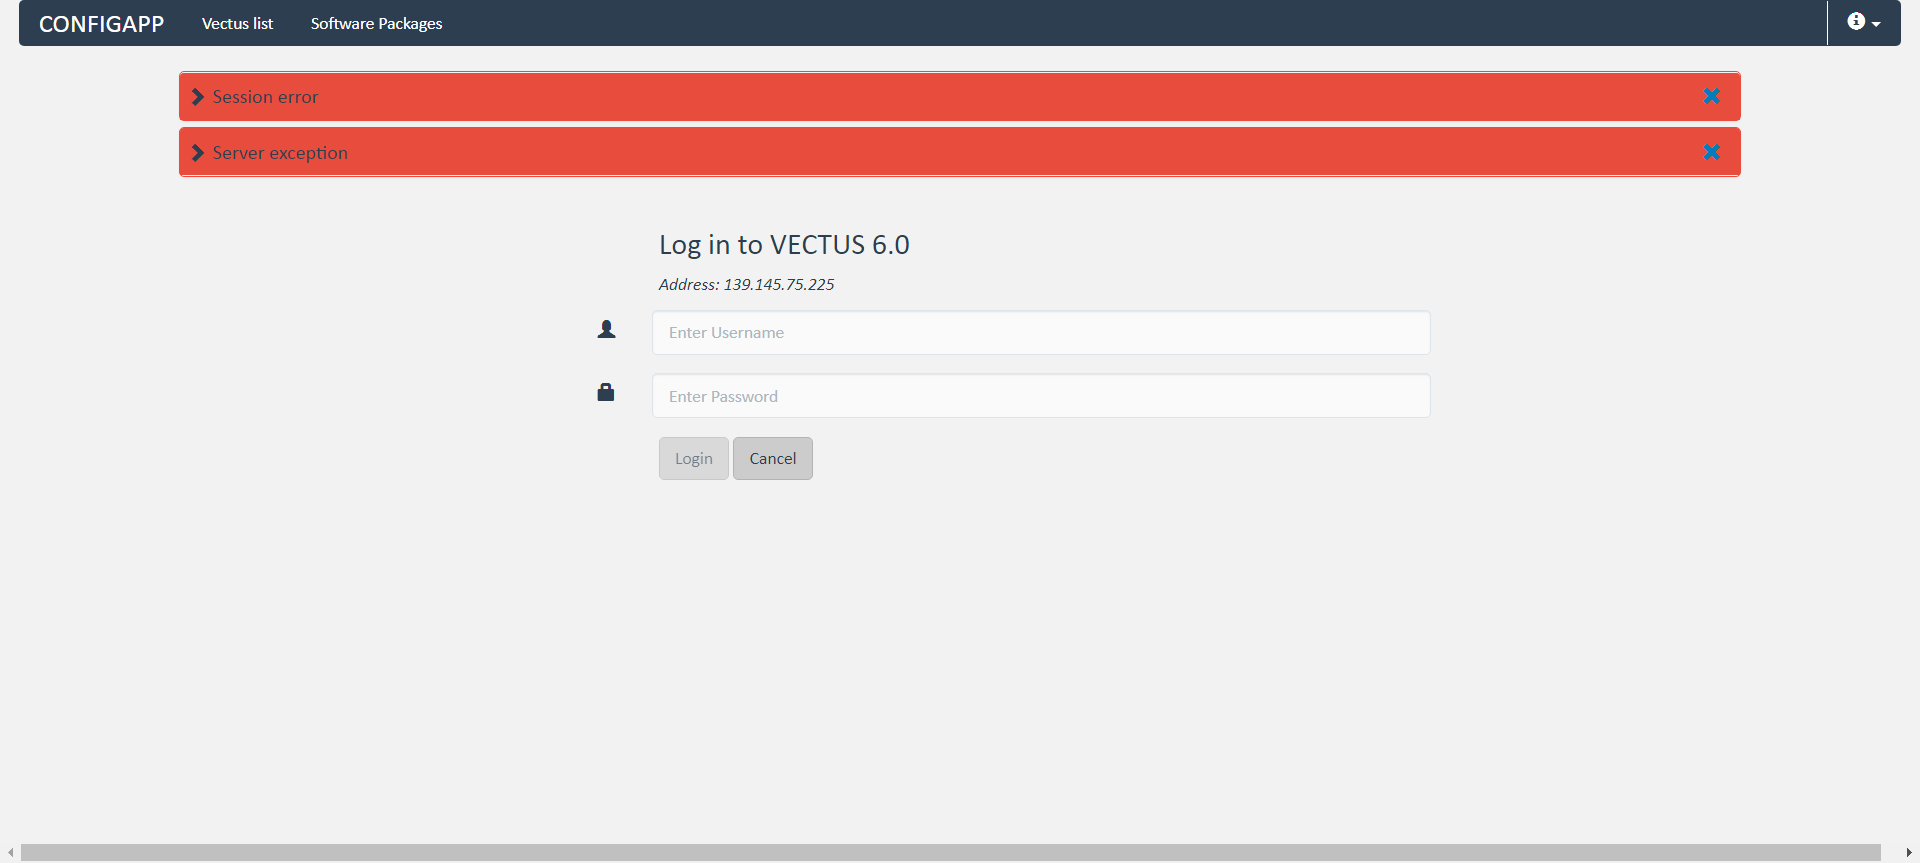 CONFIGAPP Vectus list Software Packages
Session error
Server exception
Log in to VECTUS 6.0
Address: 139.145.75.225
Enter Username
Enter Password
Login Cancel